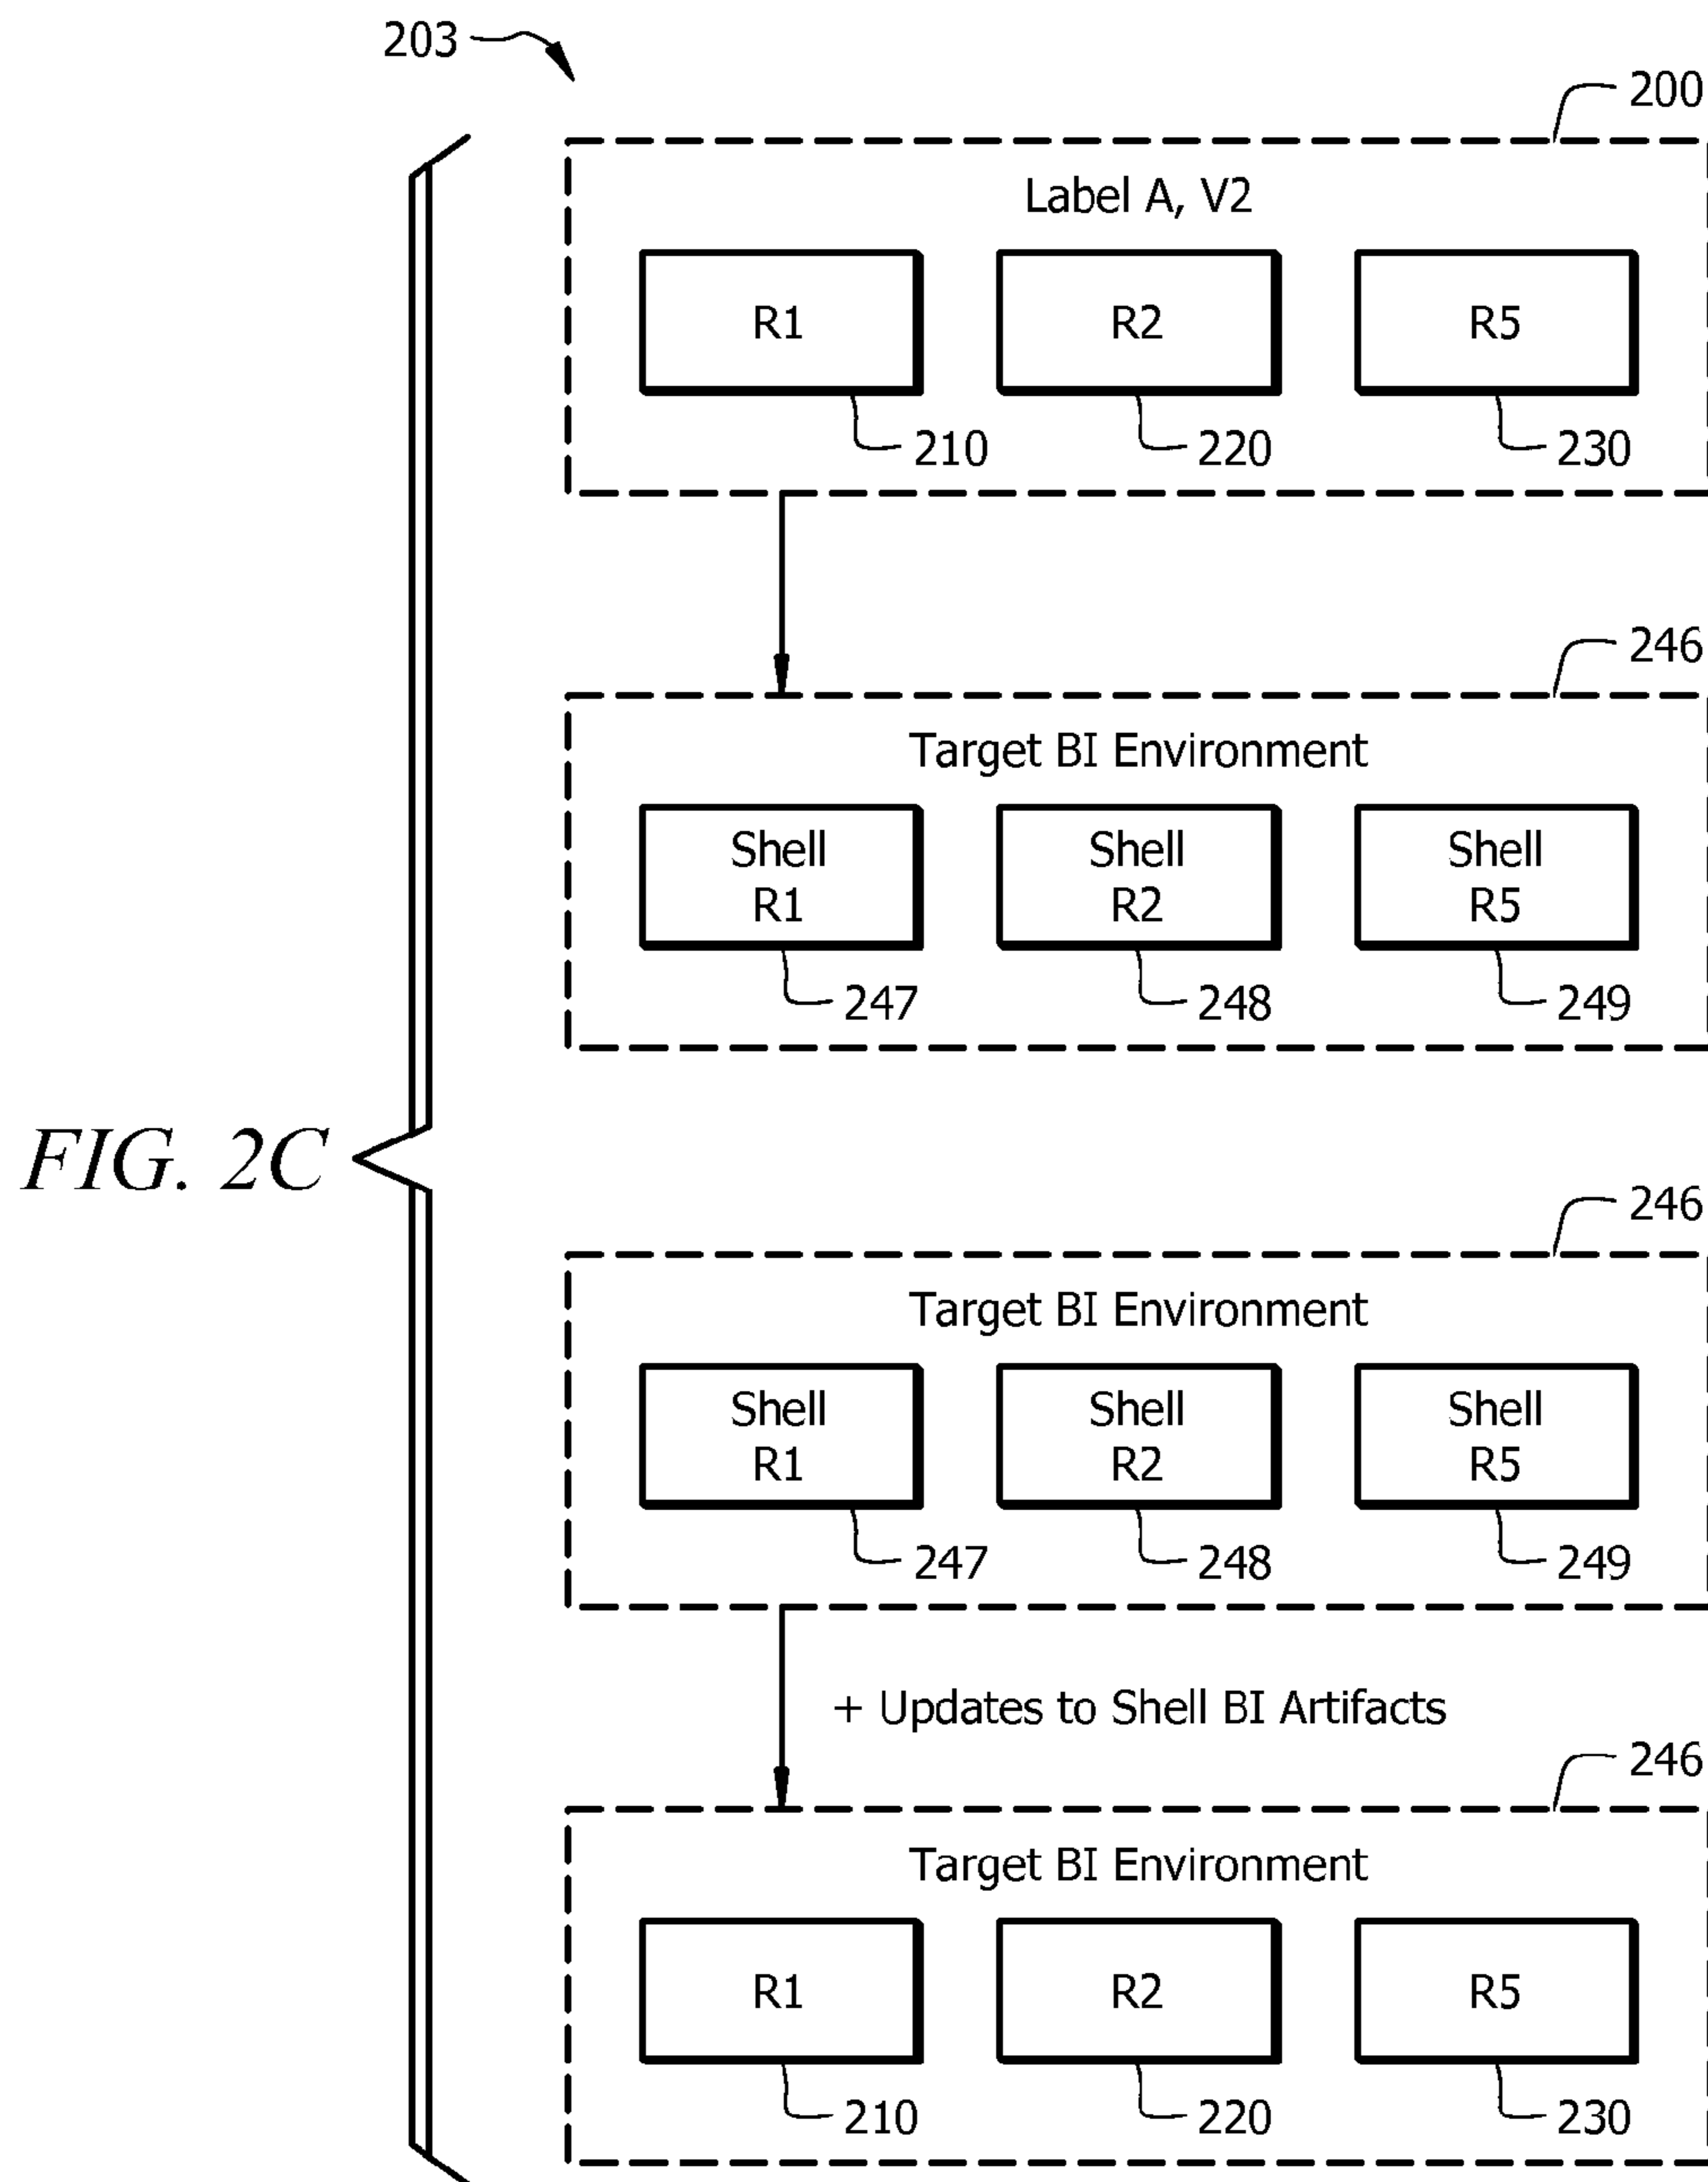 203
200
Label A, V2
R1 R2 R5
210 220 230
246
Target BI Environment
Shell Shell Shell
R1 R2 R5
247 248 249
FIG. 2C
246
Target BI Environment
Shell Shell Shell
R1 R2 R5
247 248 249
+ Updates to Shell BI Artifacts
246
Target BI Environment
R1 R2 R5
210 220 230